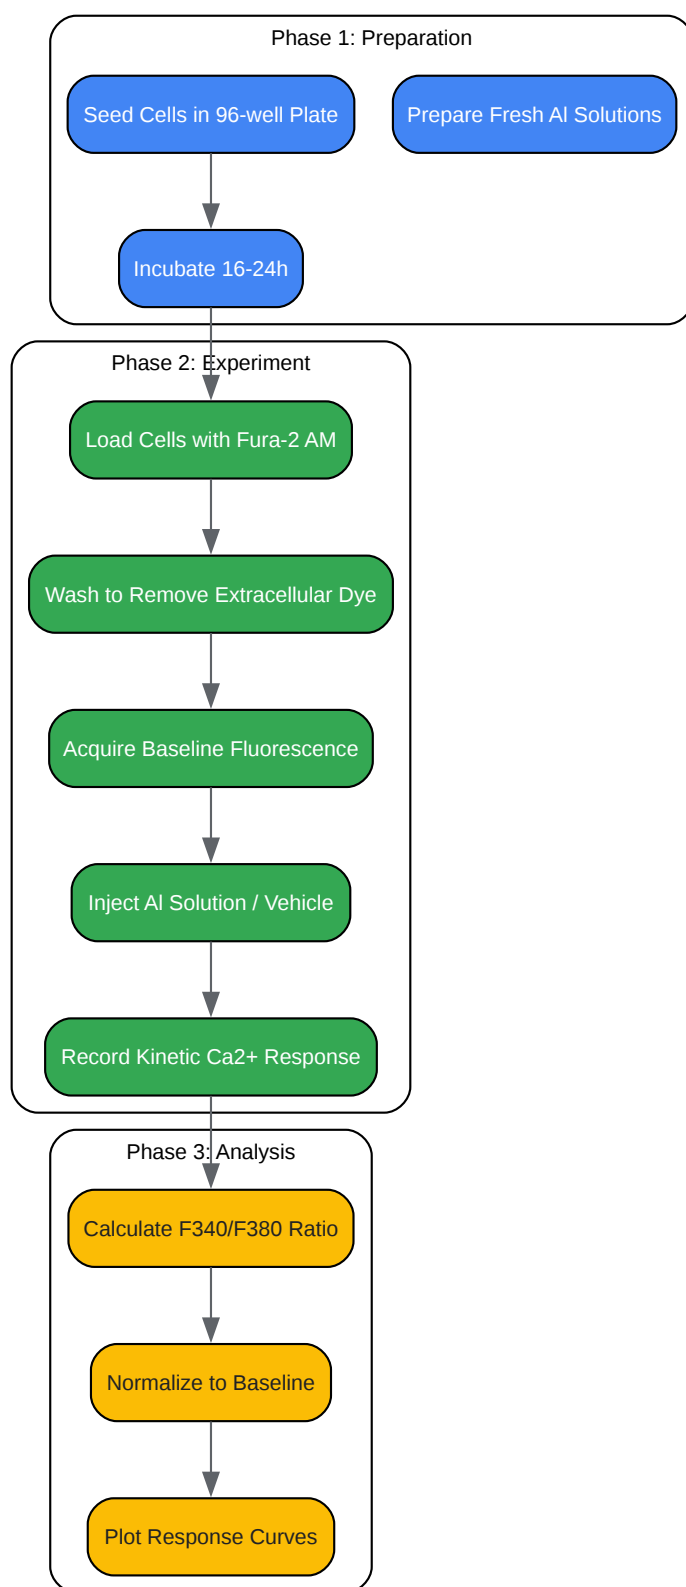 Phase 1: Preparation
Seed Cells in 96-well Plate
Prepare Fresh Al Solutions
Incubate 16-24h
Phase 2: Experiment
Load Cells with Fura-2 AM
Wash to Remove Extracellular Dye
Acquire Baseline Fluorescence
Inject Al Solution / Vehicle
Record Kinetic Ca2+ Response
Phase 3: Analysis
Calculate F340/F380 Ratio
Normalize to Baseline
Plot Response Curves